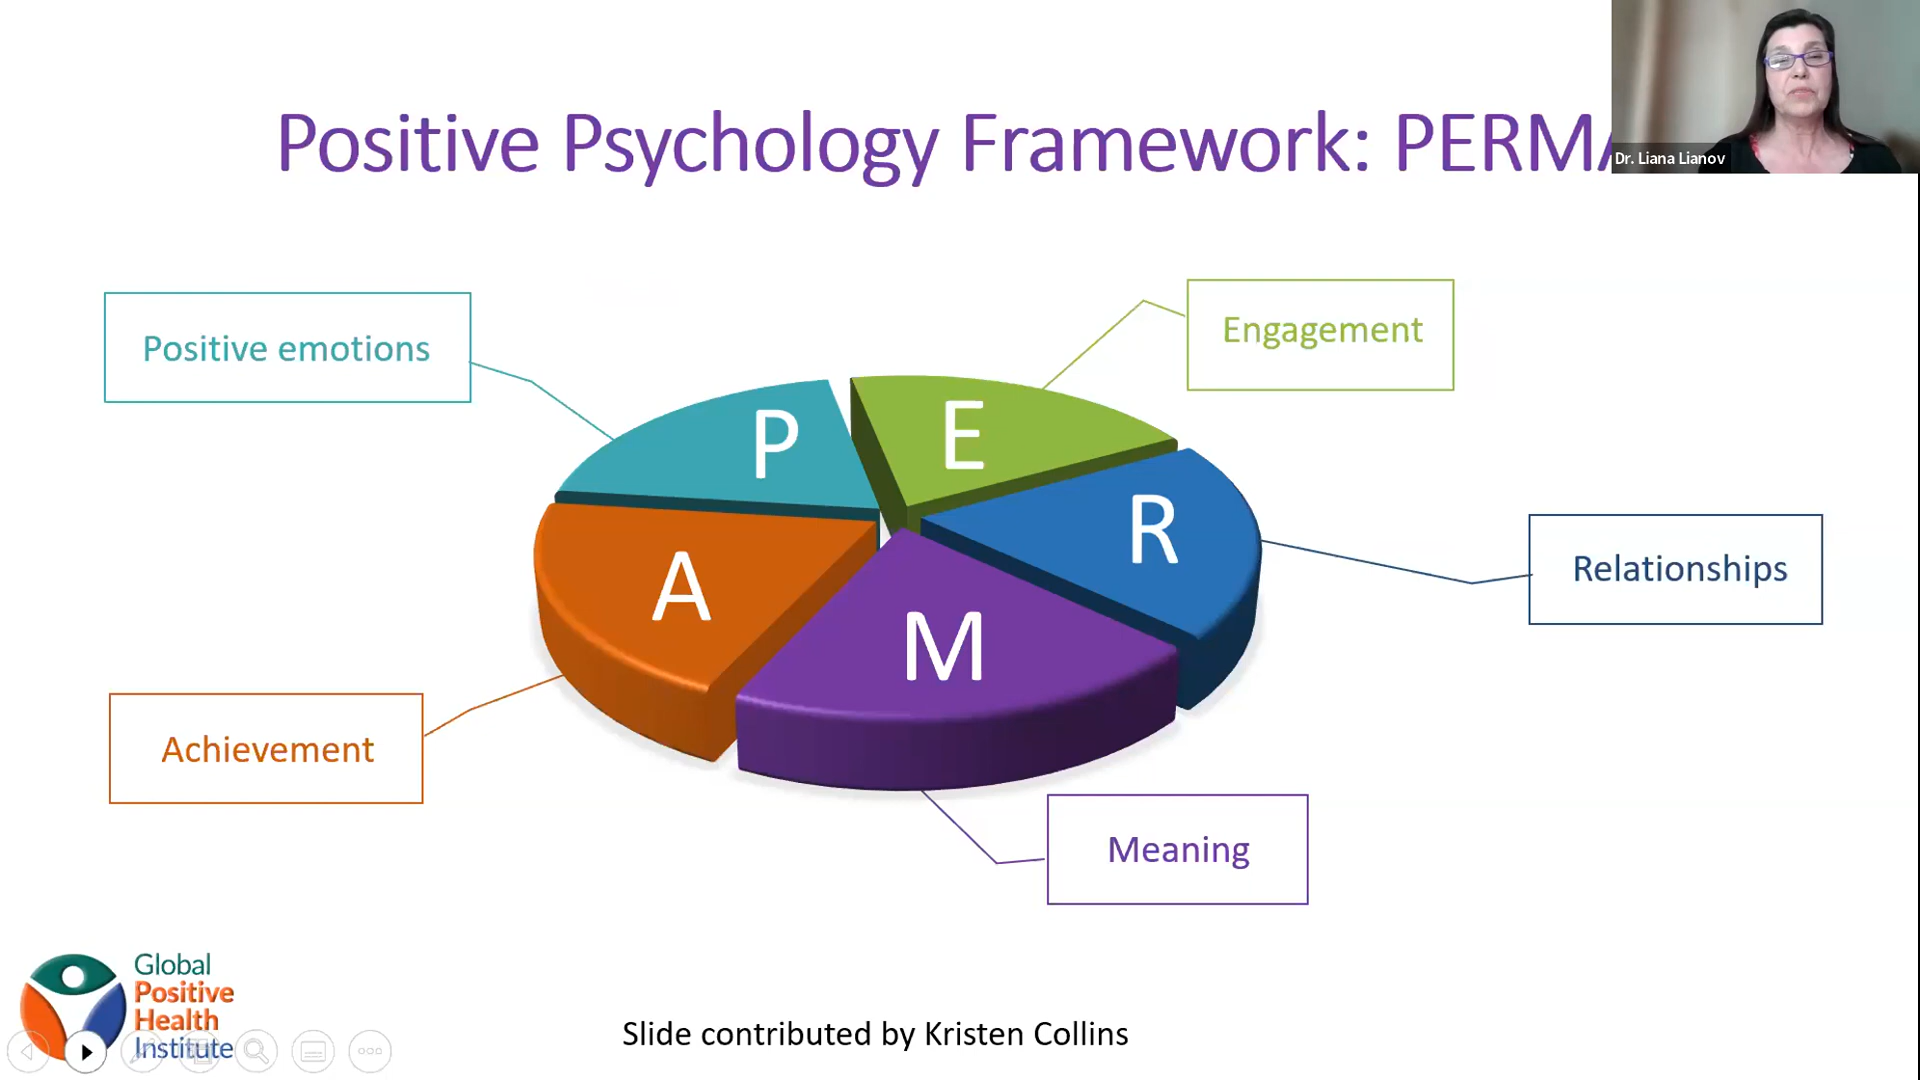 Positive Psychology Framework: PERMA
Dr. Liana Lianov
Positive emotions
Engagement
P
E
R
Relationships
A
M
Achievement
Meaning
Global
Positive
Health
Institute
Slide contributed by Kristen Collins